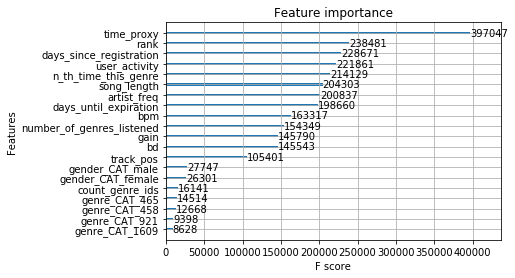 Feature importance
time_proxy 397047
rank 238481
days_since_registration 228671
user_activity 221861
n_th_time_this_genre 214129
song_length 204303
artist_freq 200837
days_until_expiration 198660
bpm 163317
number_of_genres_listened 154349
gain 145790
bd 145543
track_pos 105401
gender_CAT_male 27747
gender_CAT_female 26301
count_genre_ids 16141
genre_CAT_465 14514
genre_CAT_458 12668
genre_CAT_921 9398
genre_CAT_1609 8628
Features
0 50000 100000 150000 200000 250000 300000 350000 400000
F score